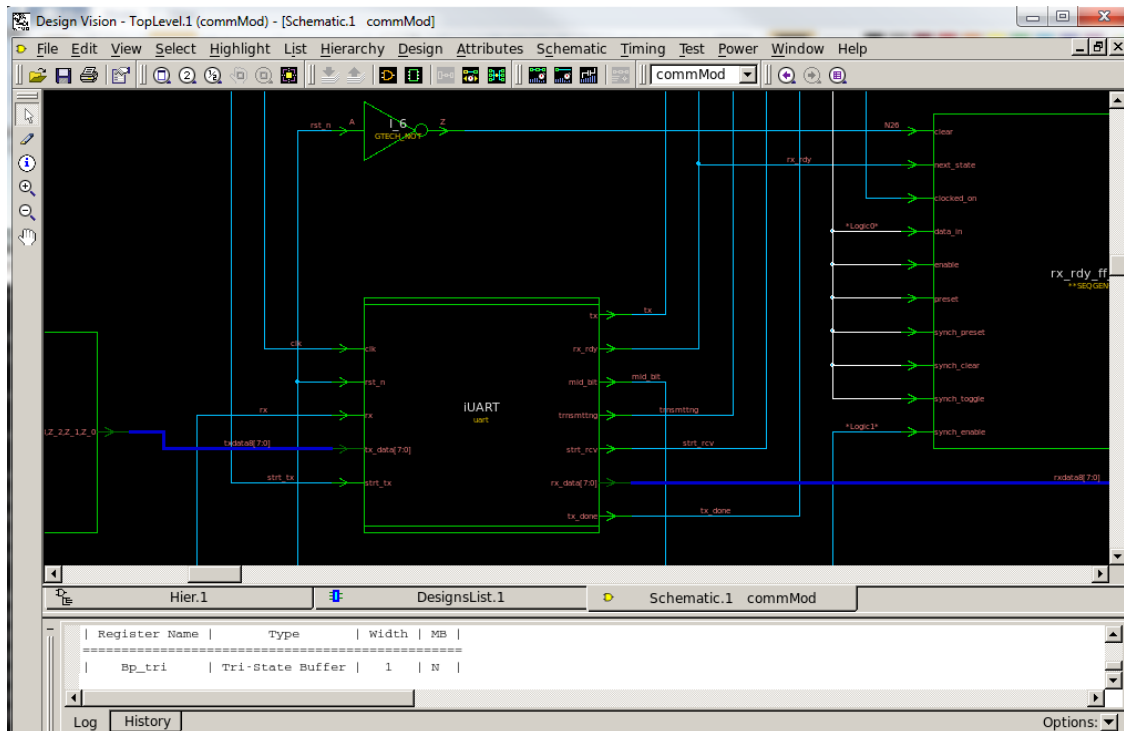 Design Vision - TopLevel.1 (commMod) - [Schematic.1 commMod]
File Edit View Select Highlight List Hierarchy Design Attributes Schematic Timing Test Power Window Help
commMod
rst_n A I_6 Z N26 clear
GTECH_NOT
rx_rdy next_state
clocked_on
*Logic0* data_in
enable
rx_rdy_ff
**SEQGEN
preset
tx tx
synch_preset
clk clk rx_rdy
synch_clear
rst_n mid_bit mid_bit
synch_toggle
iUART
uart
rx rx trnsmttng trnsmttng
*Logic1* synch_enable
Z_2,Z_1,Z_0 txdata8[7:0] tx_data[7:0] strt_rcv strt_rcv
strt_tx strt_tx rx_data[7:0] rxdata8[7:0]
tx_done tx_done
Hier.1 DesignsList.1 Schematic.1 commMod
| Register Name | Type | Width | MB |
===============================================
| Bp_tri | Tri-State Buffer | 1 | N |
Log History Options: